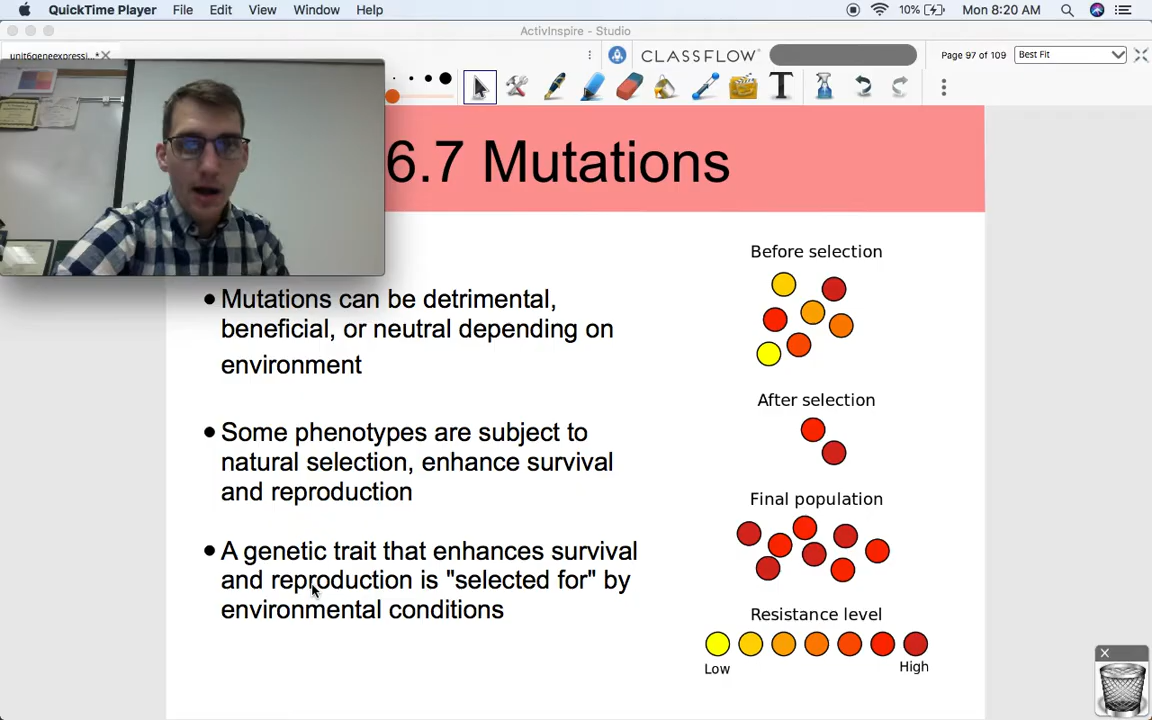 QuickTime Player File Edit View Window Help 10% Mon 8:20 AM
ActivInspire - Studio
unit6geneexpressi...*
CLASSFLOW
Page 97 of 109
Best Fit
T
6.7 Mutations
• Mutations can be detrimental,
beneficial, or neutral depending on
environment
• Some phenotypes are subject to
natural selection, enhance survival
and reproduction
• A genetic trait that enhances survival
and reproduction is "selected for" by
environmental conditions
Before selection
After selection
Final population
Resistance level
Low
High